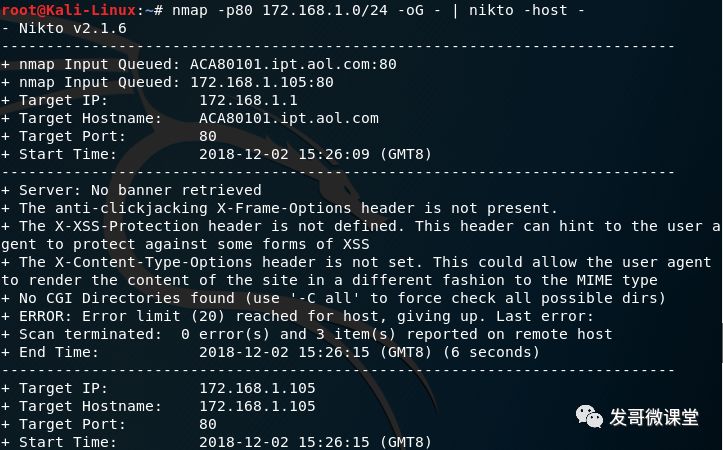 root@Kali-Linux:~# nmap -p80 172.168.1.0/24 -oG - | nikto -host -
- Nikto v2.1.6
---------------------------------------------------------------------------
+ nmap Input Queued: ACA80101.ipt.aol.com:80
+ nmap Input Queued: 172.168.1.105:80
+ Target IP:          172.168.1.1
+ Target Hostname:    ACA80101.ipt.aol.com
+ Target Port:        80
+ Start Time:         2018-12-02 15:26:09 (GMT8)
---------------------------------------------------------------------------
+ Server: No banner retrieved
+ The anti-clickjacking X-Frame-Options header is not present.
+ The X-XSS-Protection header is not defined. This header can hint to the user a
gent to protect against some forms of XSS
+ The X-Content-Type-Options header is not set. This could allow the user agent
to render the content of the site in a different fashion to the MIME type
+ No CGI Directories found (use '-C all' to force check all possible dirs)
+ ERROR: Error limit (20) reached for host, giving up. Last error:
+ Scan terminated:  0 error(s) and 3 item(s) reported on remote host
+ End Time:           2018-12-02 15:26:15 (GMT8) (6 seconds)
---------------------------------------------------------------------------
+ Target IP:          172.168.1.105
+ Target Hostname:    172.168.1.105
+ Target Port:        80
+ Start Time:         2018-12-02 15:26:15 (GMT8)
发哥微课堂